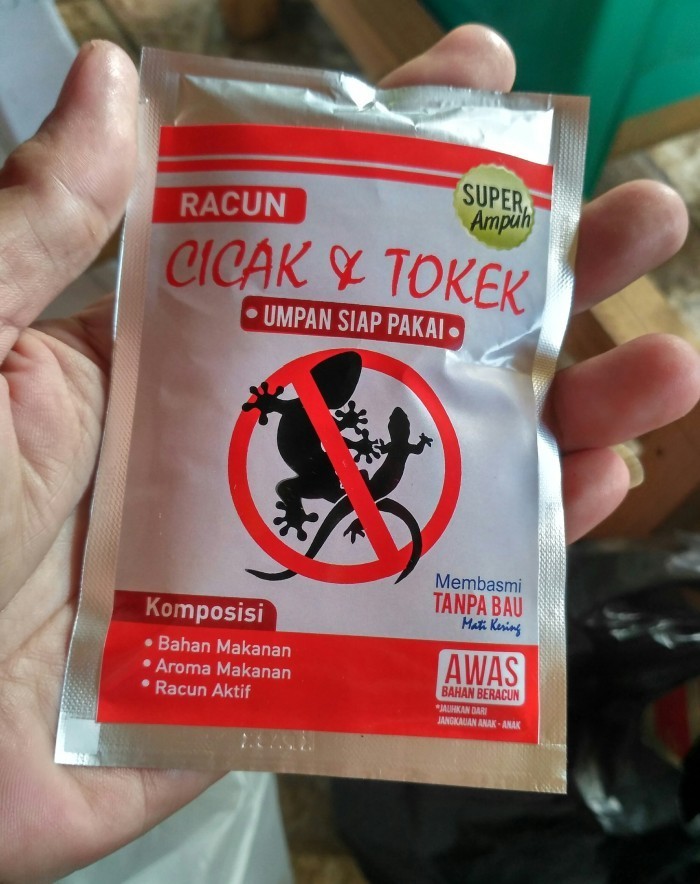 RACUN
SUPER
Ampuh
CICAK & TOKEK
• UMPAN SIAP PAKAI •
Membasmi
TANPA BAU
Mati Kering
Komposisi
• Bahan Makanan
• Aroma Makanan
• Racun Aktif
AWAS
BAHAN BERACUN
*JAUHKAN DARI
JANGKAUAN ANAK - ANAK